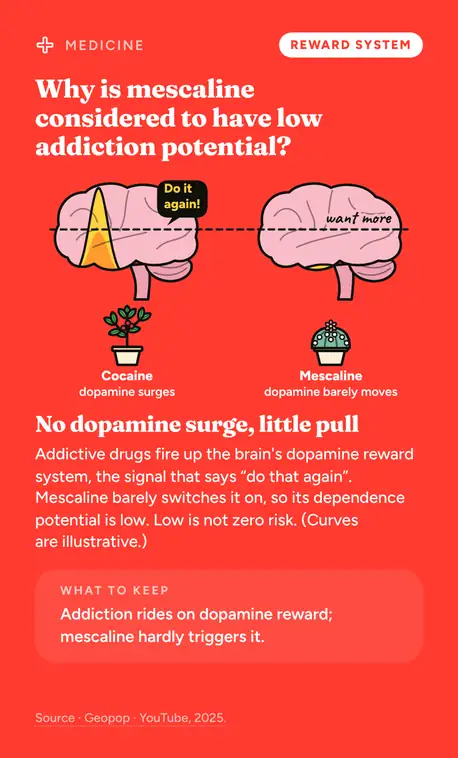 MEDICINE
REWARD SYSTEM
Why is mescaline
considered to have low
addiction potential?
Do it
again!
want more
Cocaine
dopamine surges
Mescaline
dopamine barely moves
No dopamine surge, little pull
Addictive drugs fire up the brain's dopamine reward
system, the signal that says “do that again”.
Mescaline barely switches it on, so its dependence
potential is low. Low is not zero risk. (Curves
are illustrative.)
WHAT TO KEEP
Addiction rides on dopamine reward;
mescaline hardly triggers it.
Source · Geopop · YouTube, 2025.